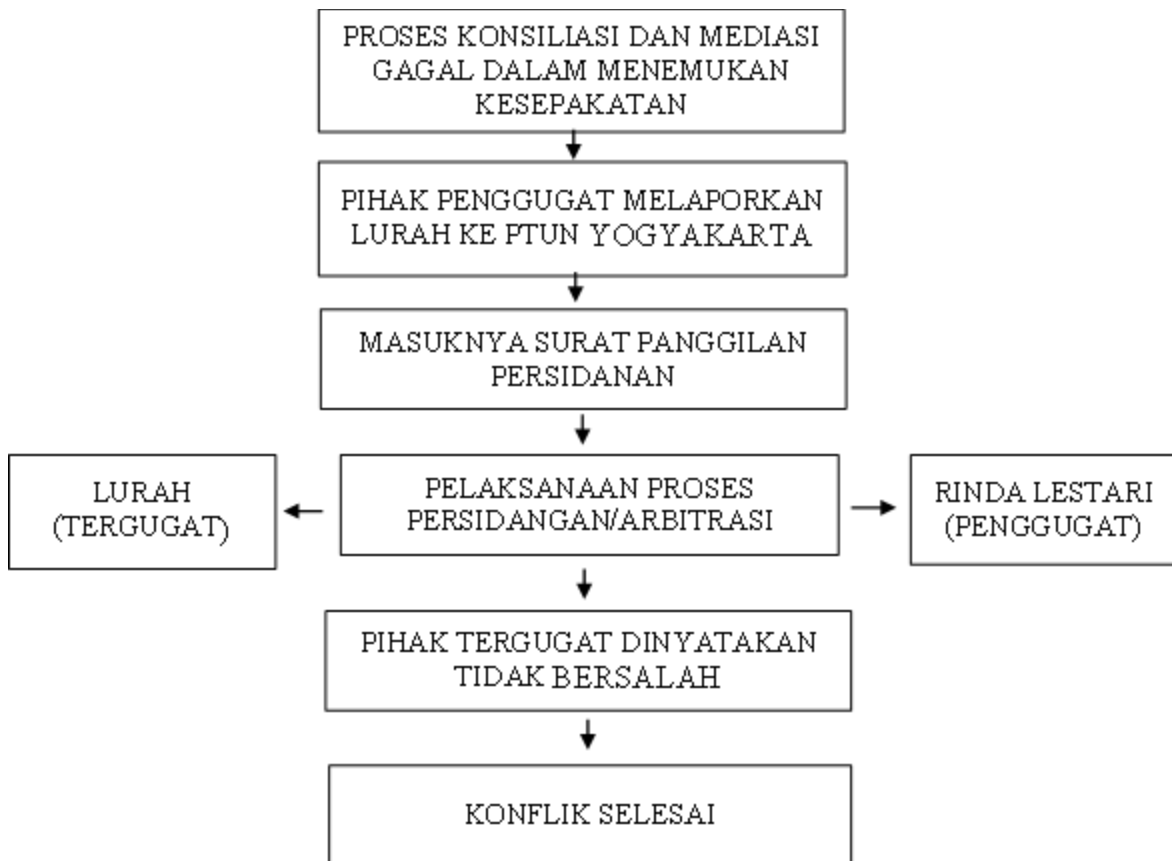 PROSES KONSILIASI DAN MEDIASI
GAGAL DALAM MENEMUKAN
KESEPAKATAN
PIHAK PENGGUGAT MELAPORKAN
LURAH KE PTUN YOGYAKARTA
MASUKNYA SURAT PANGGILAN
PERSIDANAN
LURAH
(TERGUGAT)
PELAKSANAAN PROSES
PERSIDANGAN/ARBITRASI
RINDA LESTARI
(PENGGUGAT)
PIHAK TERGUGAT DINYATAKAN
TIDAK BERSALAH
KONFLIK SELESAI